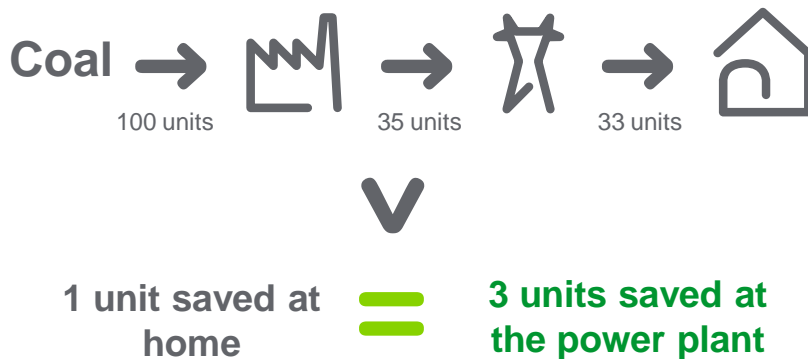 Coal
100 units
35 units
33 units
1 unit saved at
home
3 units saved at
the power plant